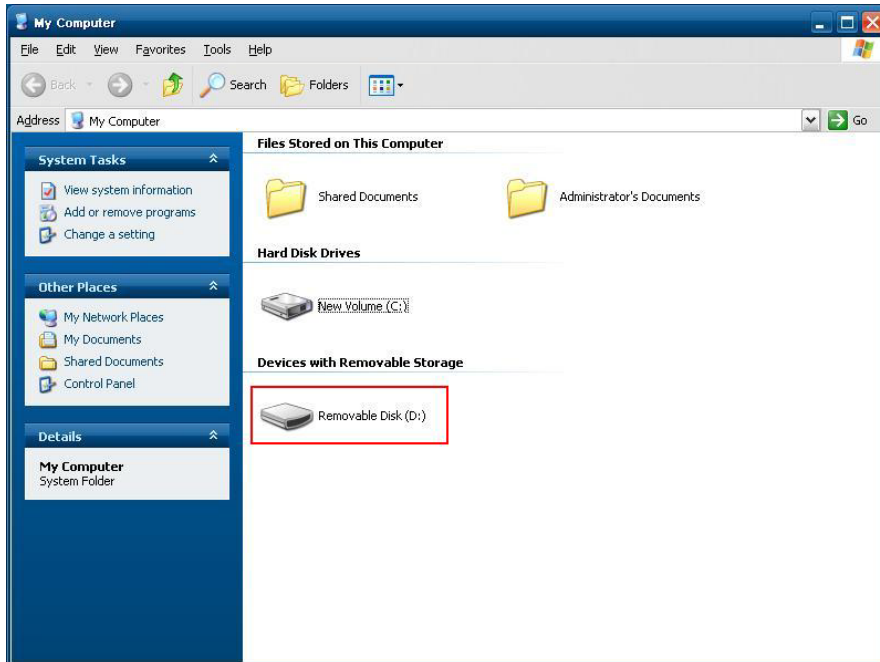 My Computer
File Edit View Favorites Tools Help
Back Search Folders
Address My Computer Go
System Tasks
View system information
Add or remove programs
Change a setting
Other Places
My Network Places
My Documents
Shared Documents
Control Panel
Details
My Computer
System Folder
Files Stored on This Computer
Shared Documents Administrator's Documents
Hard Disk Drives
New Volume (C:)
Devices with Removable Storage
Removable Disk (D:)